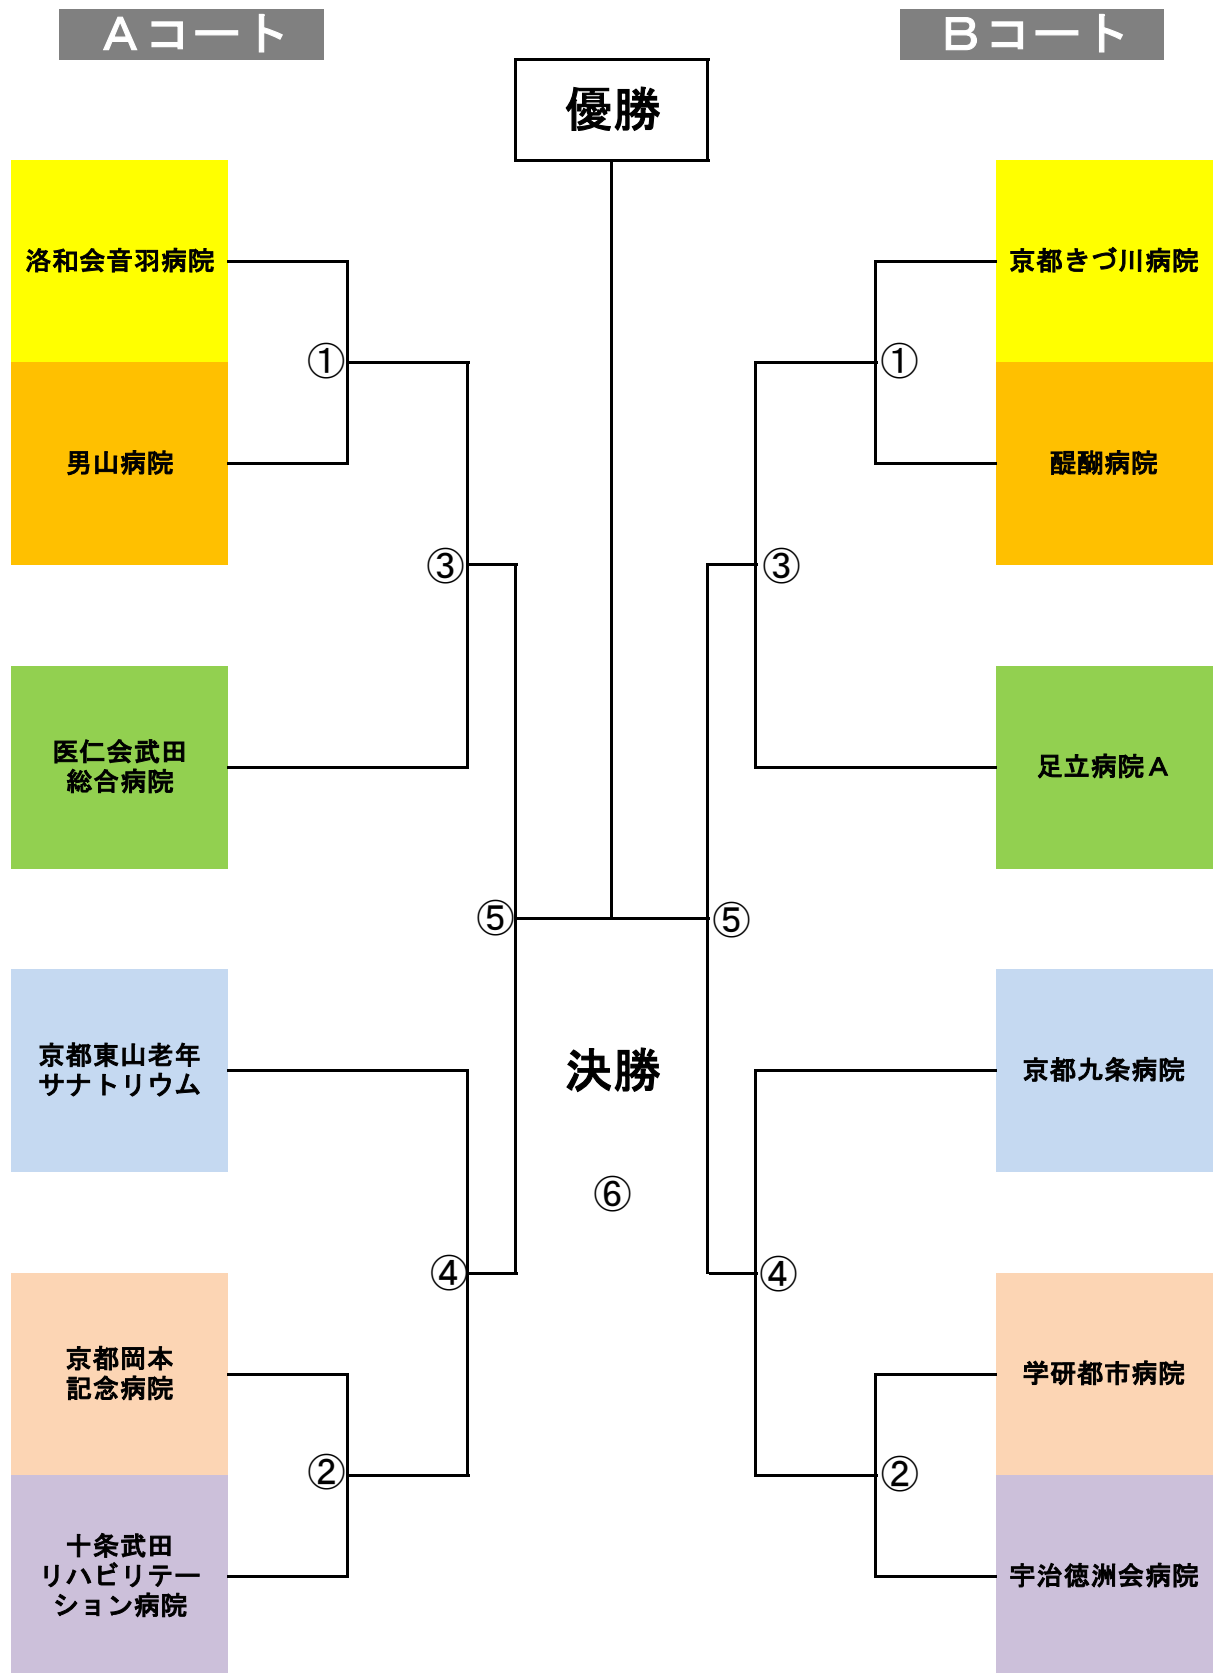 Ａコート
Ｂコート
優勝
洛和会音羽病院
京都きづ川病院
①
①
男山病院
醍醐病院
③
③
医仁会武田
総合病院
足立病院Ａ
⑤
⑤
京都東山老年
サナトリウム
決勝
京都九条病院
⑥
④
④
京都岡本
記念病院
学研都市病院
②
②
十条武田
リハビリテー
ション病院
宇治徳洲会病院